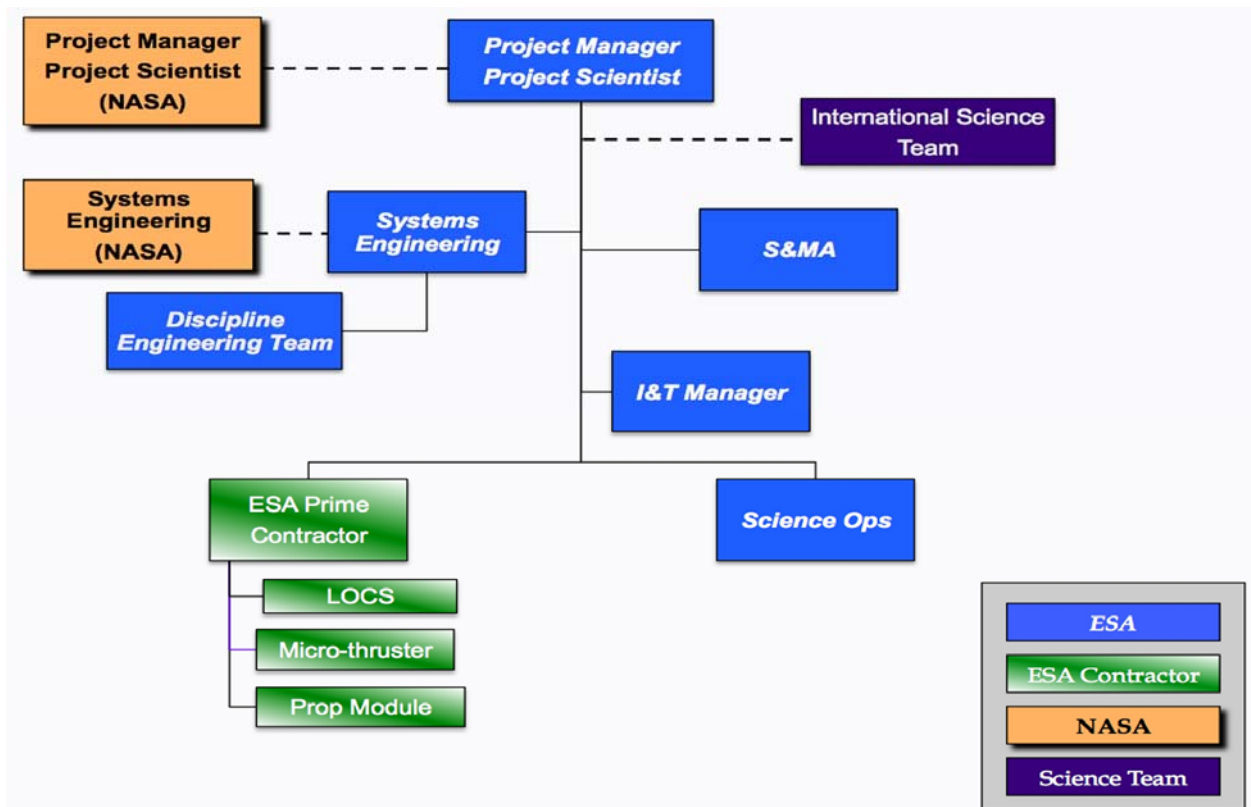 Project Manager
Project Scientist
(NASA)
Project Manager
Project Scientist
International Science
Team
Systems
Engineering
(NASA)
Systems
Engineering
S&MA
Discipline
Engineering Team
I&T Manager
ESA Prime
Contractor
Science Ops
LOCS
Micro-thruster
Prop Module
ESA
ESA Contractor
NASA
Science Team